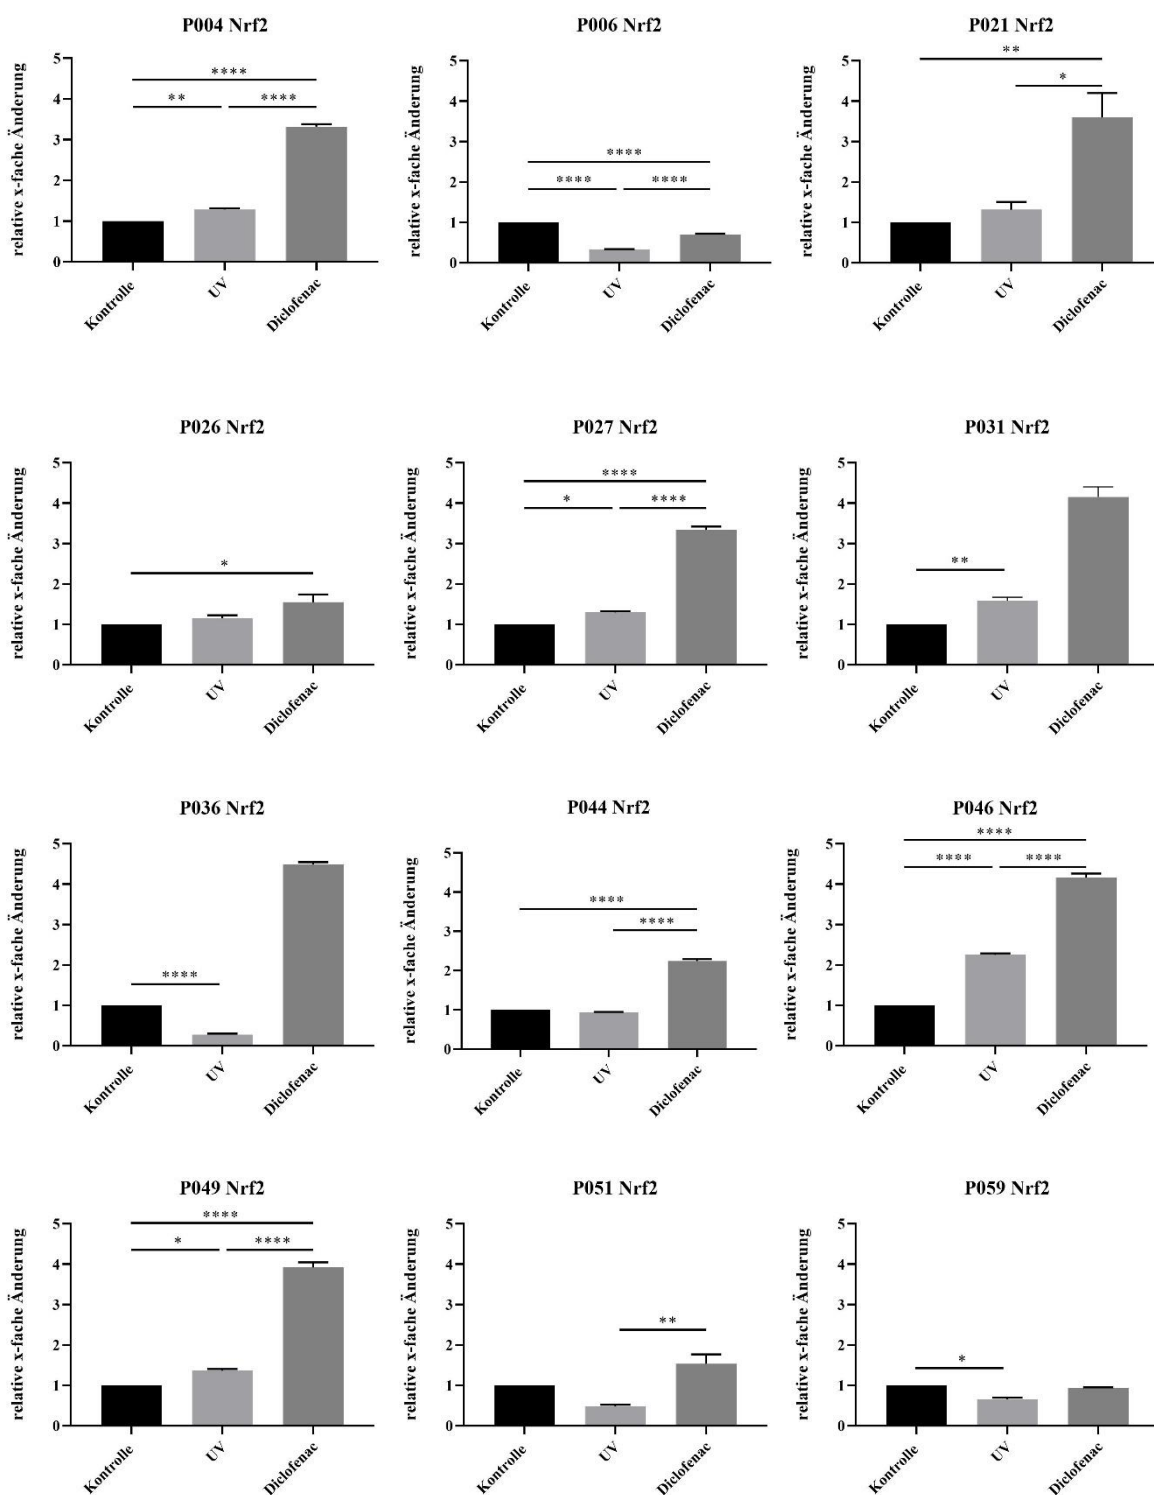 P004 Nrf2
relative x-fache Änderung
5
4
3
2
1
0
****
** ****
Kontrolle
UV
Diclofenac
P006 Nrf2
relative x-fache Änderung
5
4
3
2
1
0
****
**** ****
Kontrolle
UV
Diclofenac
P021 Nrf2
relative x-fache Änderung
5
4
3
2
1
0
**
*
Kontrolle
UV
Diclofenac
P026 Nrf2
relative x-fache Änderung
5
4
3
2
1
0
*
Kontrolle
UV
Diclofenac
P027 Nrf2
relative x-fache Änderung
5
4
3
2
1
0
****
* ****
Kontrolle
UV
Diclofenac
P031 Nrf2
relative x-fache Änderung
5
4
3
2
1
0
**
Kontrolle
UV
Diclofenac
P036 Nrf2
relative x-fache Änderung
5
4
3
2
1
0
****
Kontrolle
UV
Diclofenac
P044 Nrf2
relative x-fache Änderung
5
4
3
2
1
0
****
****
Kontrolle
UV
Diclofenac
P046 Nrf2
relative x-fache Änderung
5
4
3
2
1
0
****
**** ****
Kontrolle
UV
Diclofenac
P049 Nrf2
relative x-fache Änderung
5
4
3
2
1
0
****
* ****
Kontrolle
UV
Diclofenac
P051 Nrf2
relative x-fache Änderung
5
4
3
2
1
0
**
Kontrolle
UV
Diclofenac
P059 Nrf2
relative x-fache Änderung
5
4
3
2
1
0
*
Kontrolle
UV
Diclofenac